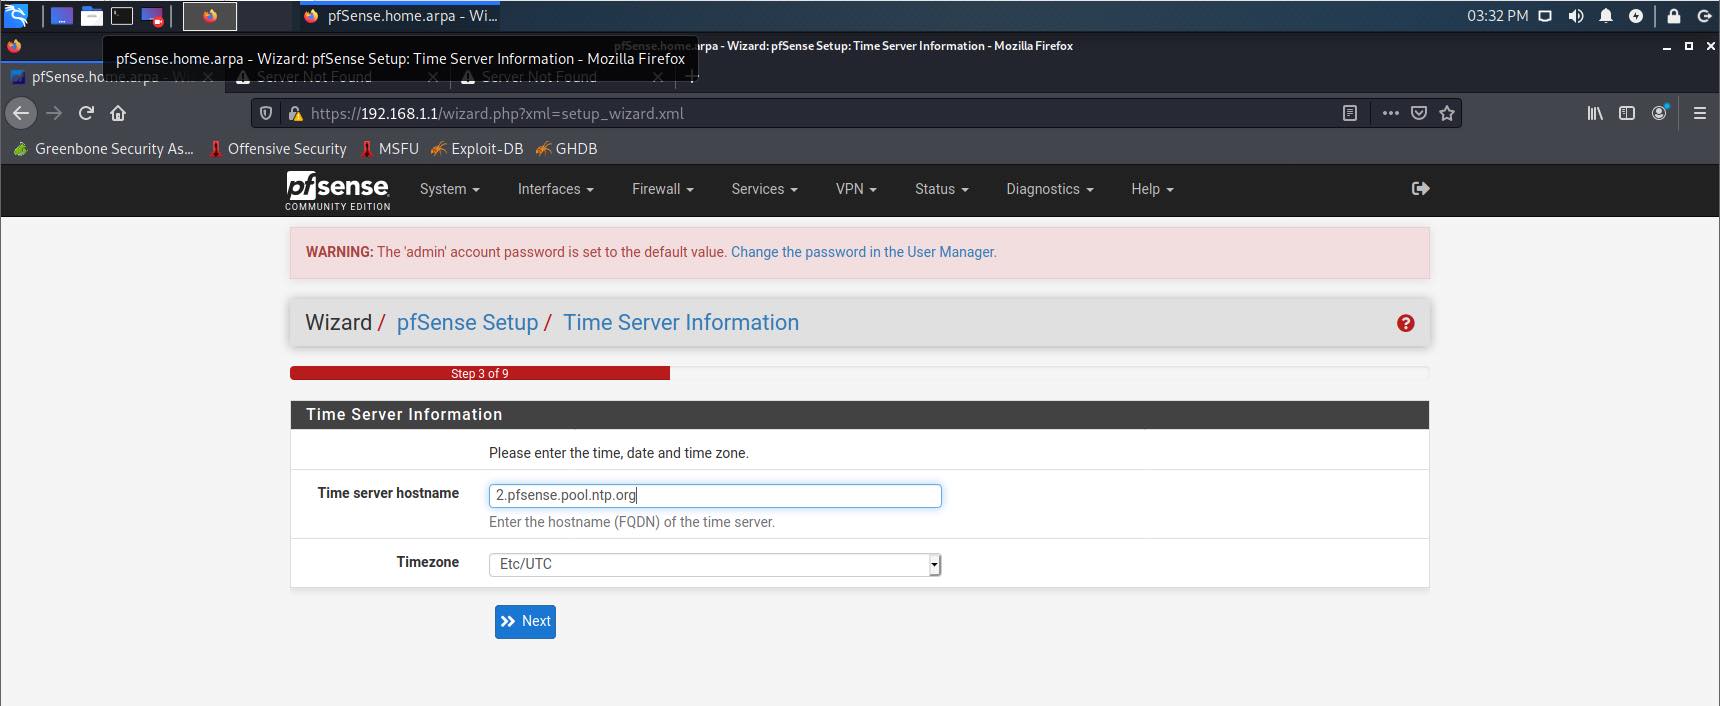 pfSense.home.arpa - Wi...
03:32 PM
pfSense.home.arpa - Wizard: pfSense Setup: Time Server Information - Mozilla Firefox
pfSense.home.arpa - Wizard: pfSense Setup: Time Server Information - Mozilla Firefox
pfSense.home.arpa - Wi
Server Not Found
Server Not Found
https://192.168.1.1/wizard.php?xml=setup_wizard.xml
Greenbone Security As...
Offensive Security
MSFU
Exploit-DB
GHDB
pfsense
COMMUNITY EDITION
System
Interfaces
Firewall
Services
VPN
Status
Diagnostics
Help
WARNING: The 'admin' account password is set to the default value. Change the password in the User Manager.
Wizard / pfSense Setup / Time Server Information
Step 3 of 9
Time Server Information
Please enter the time, date and time zone.
Time server hostname
2.pfsense.pool.ntp.org
Enter the hostname (FQDN) of the time server.
Timezone
Etc/UTC
Next